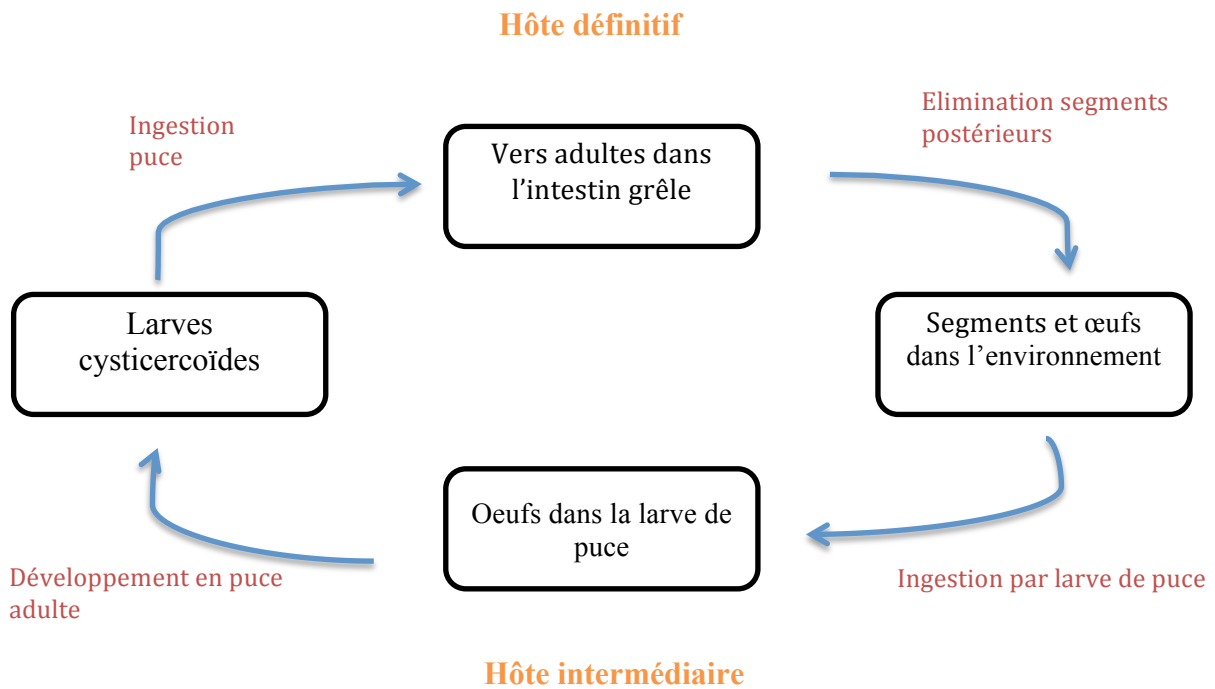 Hôte définitif
Ingestion
puce
Vers adultes dans
l'intestin grêle
Elimination segments
postérieurs
Larves
cysticercoïdes
Segments et œufs
dans l'environnement
Oeufs dans la larve de
puce
Développement en puce
adulte
Ingestion par larve de puce
Hôte intermédiaire